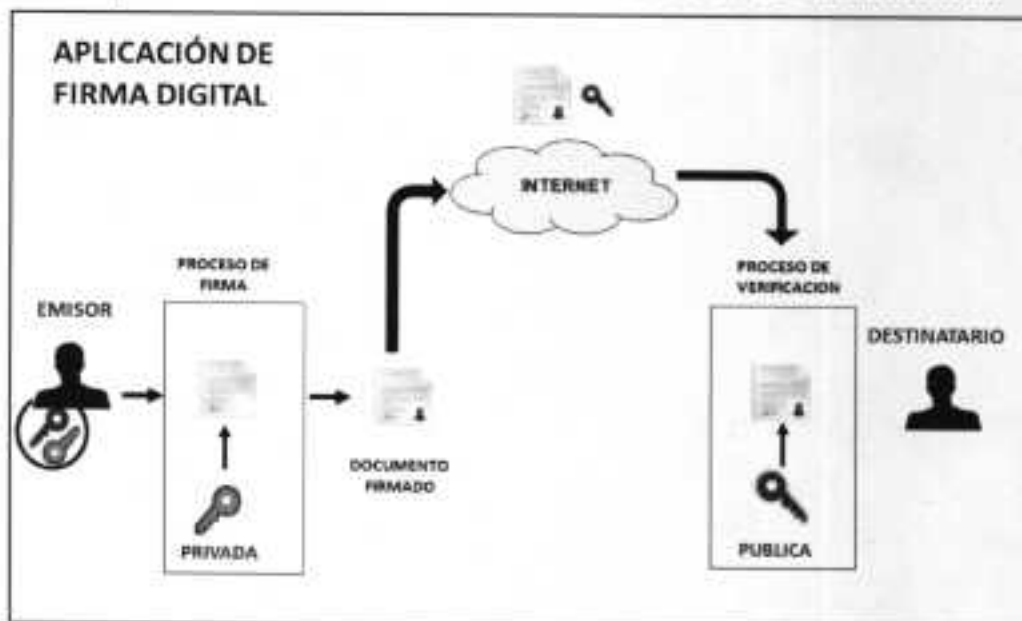 APLICACIÓN DE
FIRMA DIGITAL
INTERNET
PROCESO DE
FIRMA
PROCESO DE
VERIFICACION
EMISOR
DESTINATARIO
DOCUMENTO
FIRMADO
PRIVADA
PUBLICA